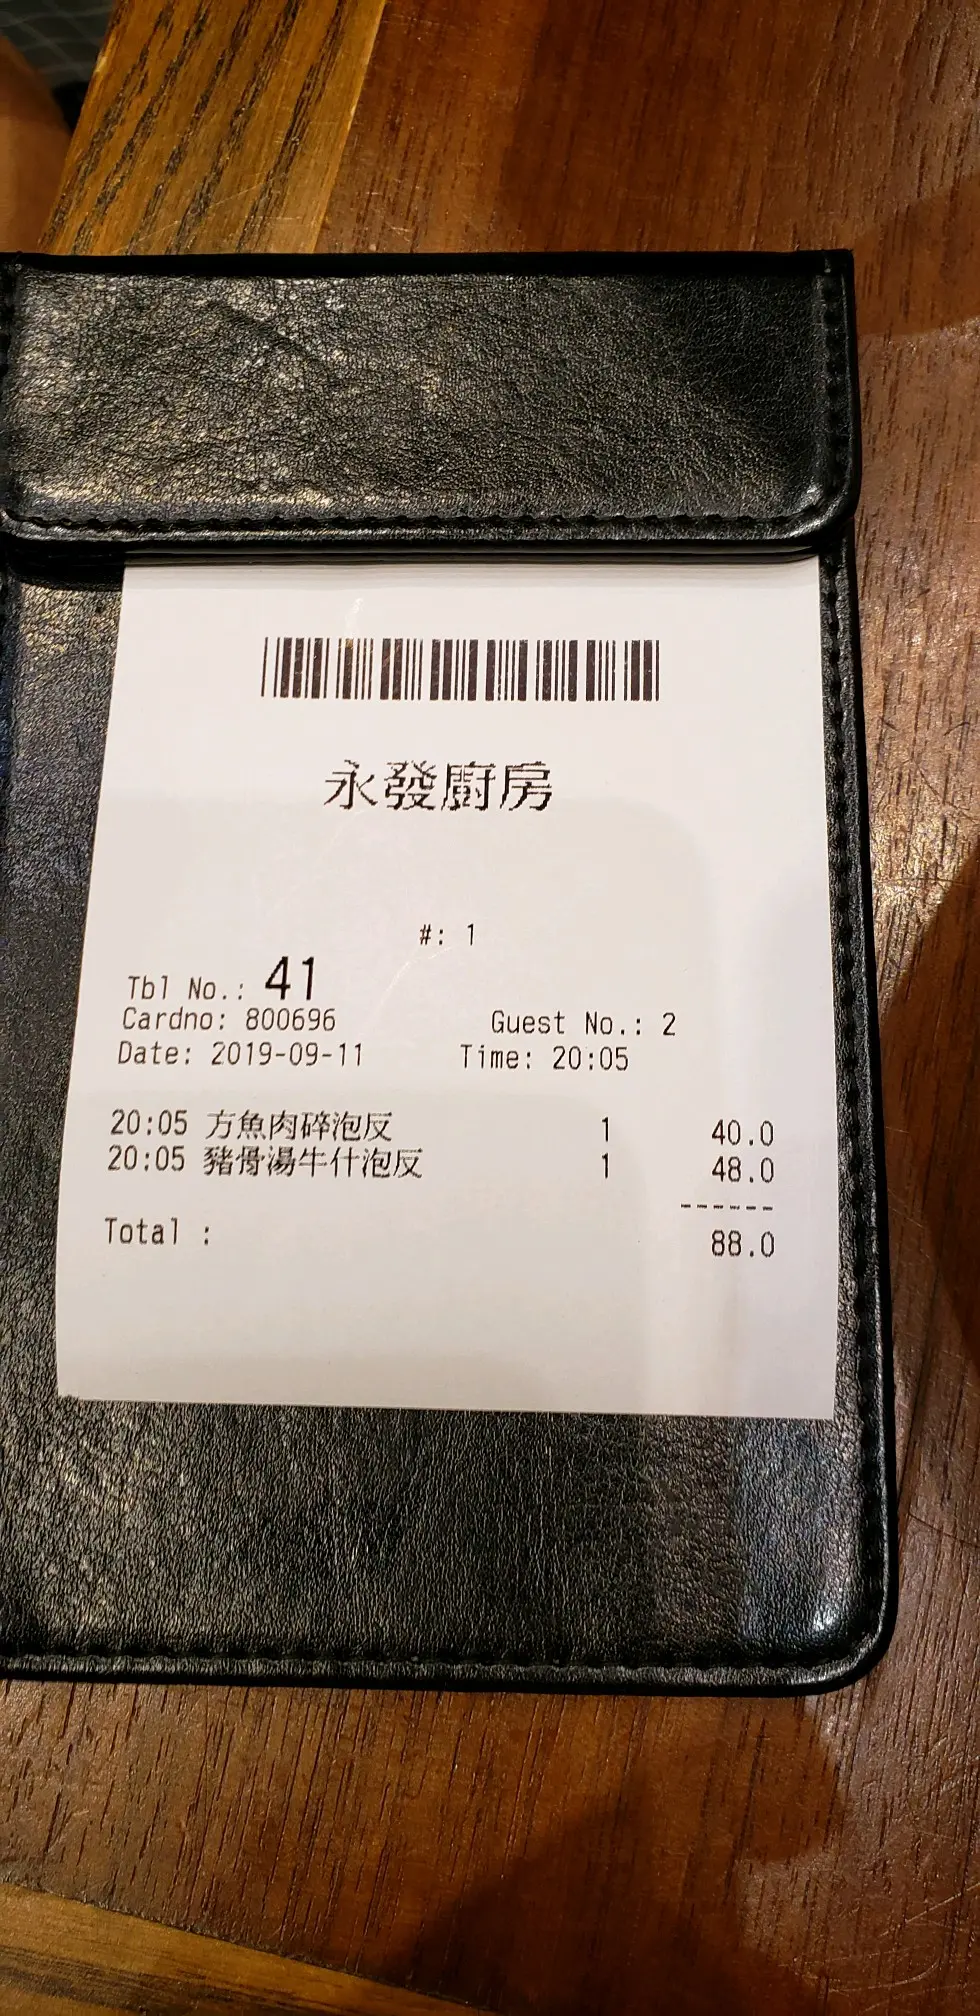 永發廚房
#: 1
Tbl No.: 41
Cardno: 800696 Guest No.: 2
Date: 2019-09-11 Time: 20:05
20:05 方魚肉碎泡反 1 40.0
20:05 豬骨湯牛什泡反 1 48.0
------
Total : 88.0